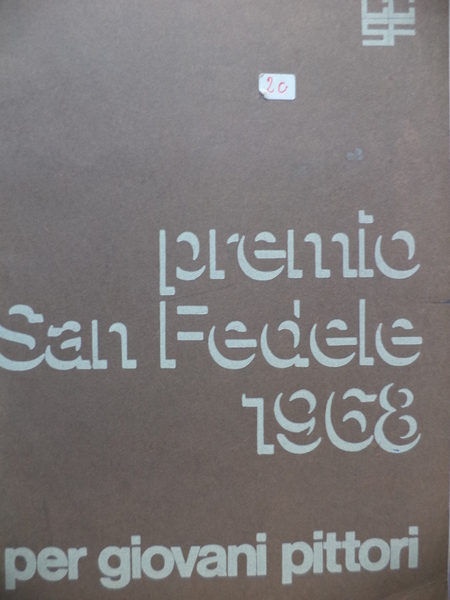 20
premio
San Fedele
1968
per giovani pittori